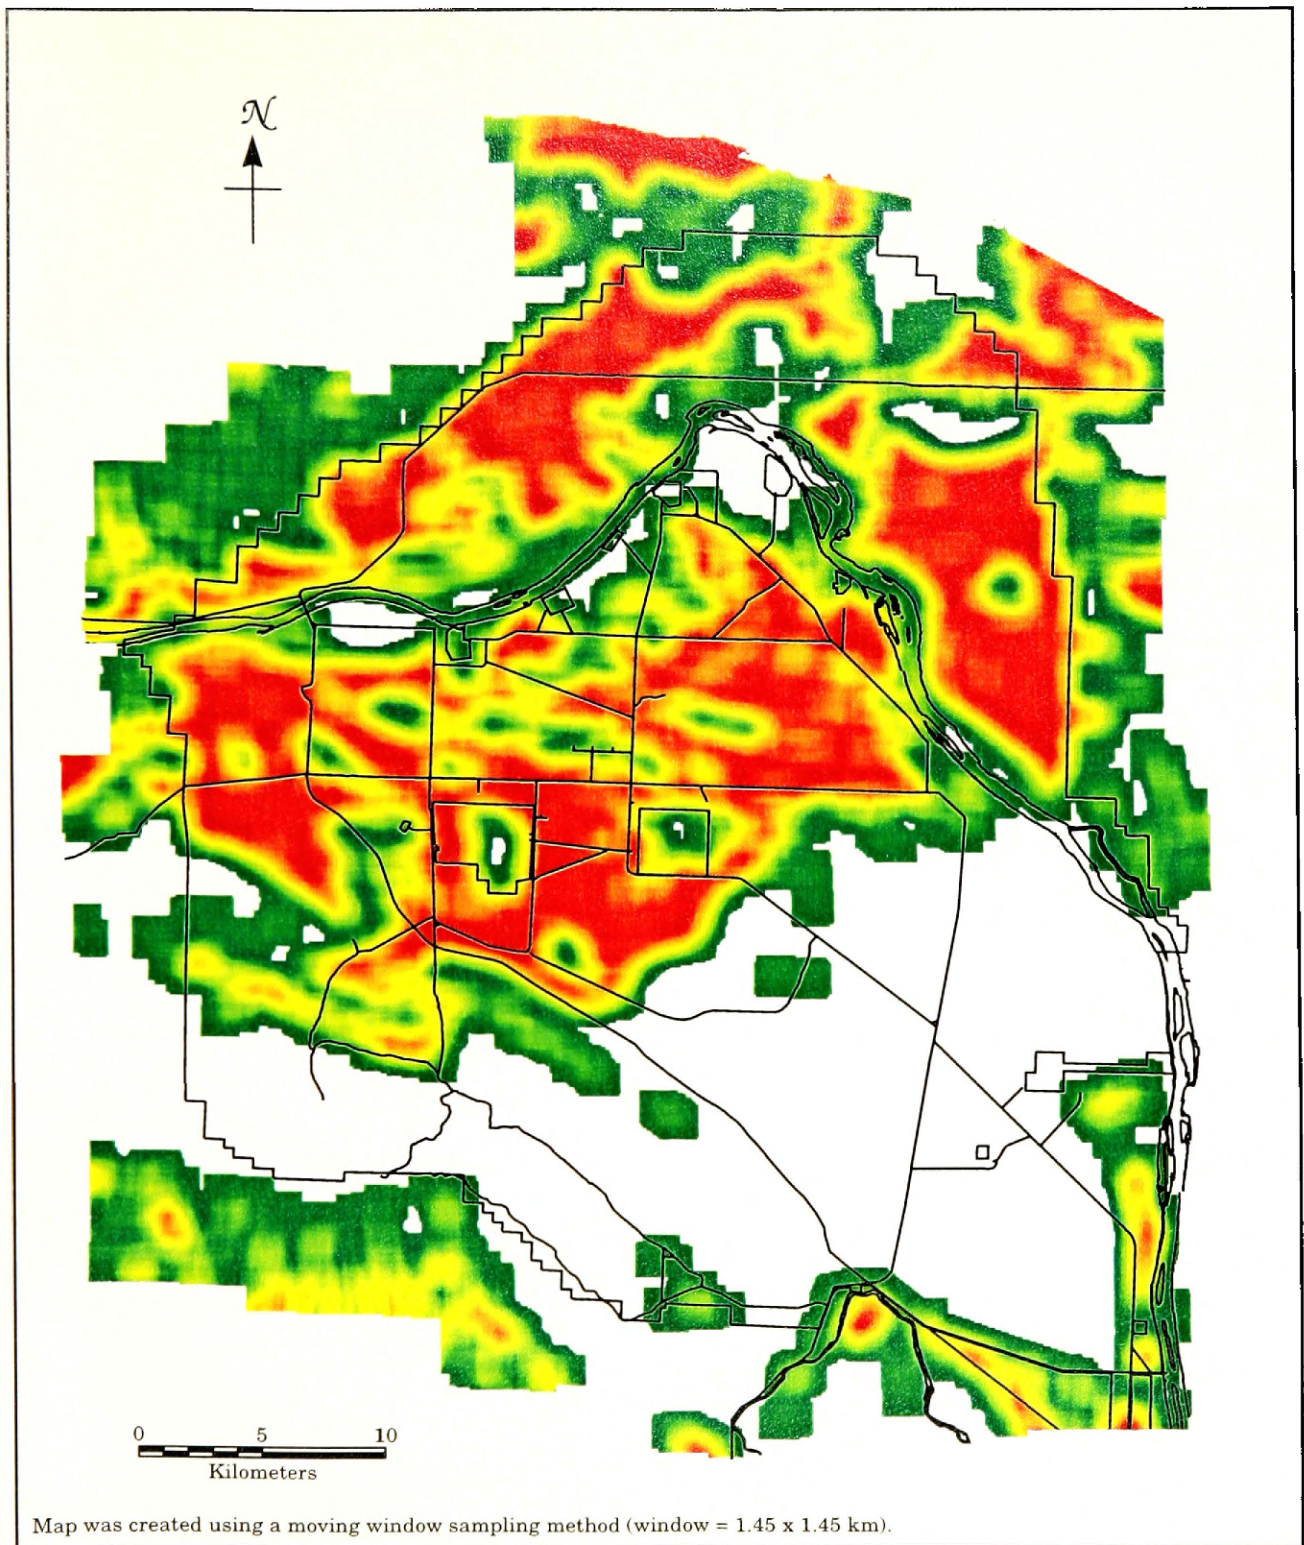 N
0 5 10
Kilometers
Map was created using a moving window sampling method (window = 1.45 x 1.45 km).